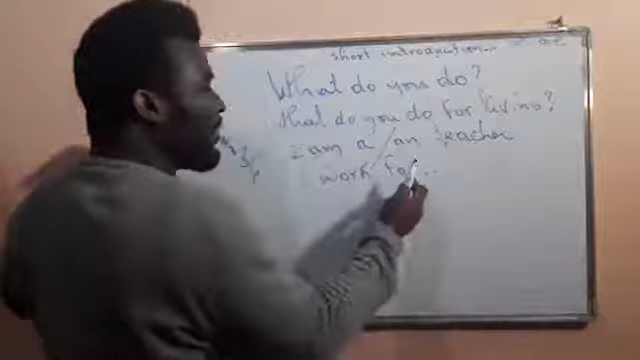 short introduction
What do you do?
What do you do for living?
I am a/an teacher
work for...